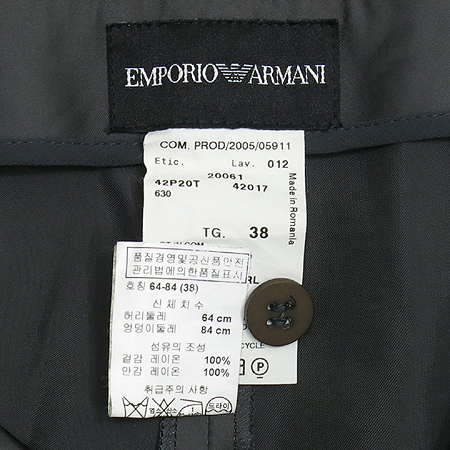 EMPORIO ARMANI
COM. PROD/2005/05911
Etic. Lav. 012
20061
42P20T 42017
630
Made in Romania
TG. 38
품질경영및공산품안전
관리법에의한품질표시
호칭 64-84 (38)
신 체 치 수
허리둘레 64 cm
엉덩이둘레 84 cm
섬유의 조성
겉감 레이온 100%
안감 레이온 100%
취급주의 사항
드라이
P